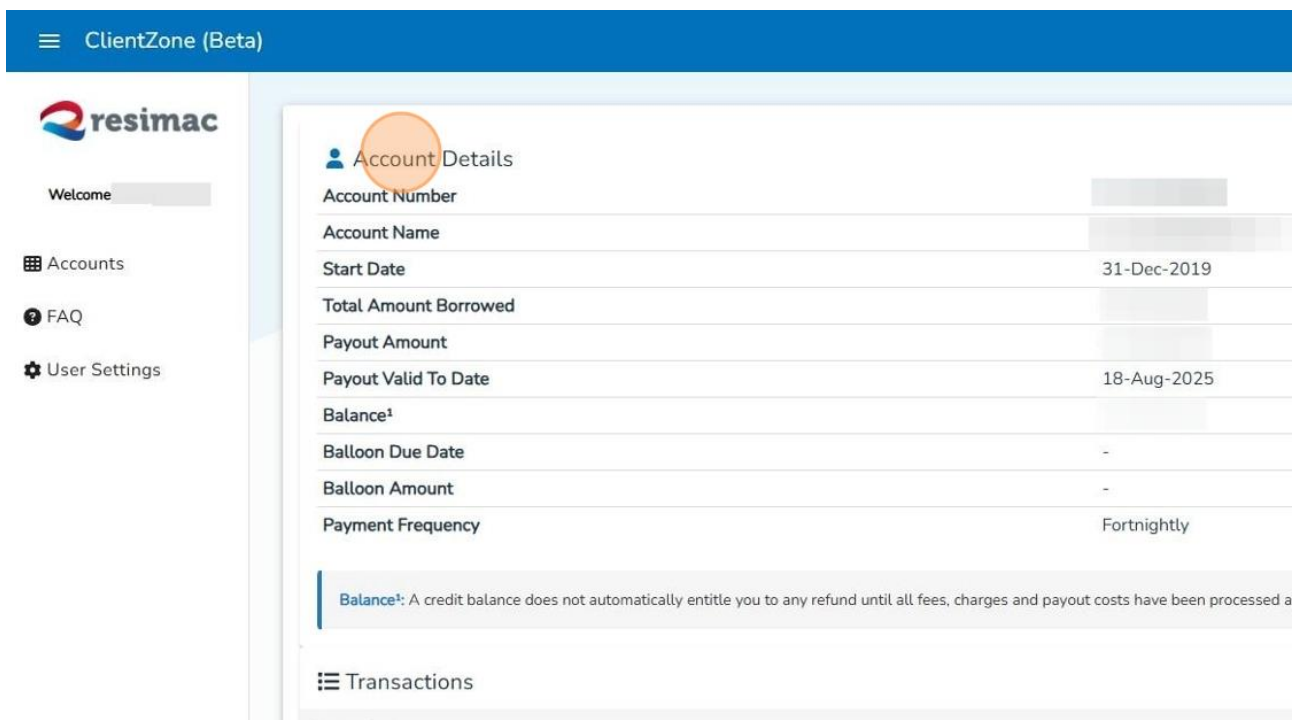 ClientZone (Beta)
resimac
Welcome
Accounts
FAQ
User Settings
Account Details
Account Number
Account Name
Start Date 31-Dec-2019
Total Amount Borrowed
Payout Amount
Payout Valid To Date 18-Aug-2025
Balance¹
Balloon Due Date -
Balloon Amount -
Payment Frequency Fortnightly
Balance¹: A credit balance does not automatically entitle you to any refund until all fees, charges and payout costs have been processed a
Transactions